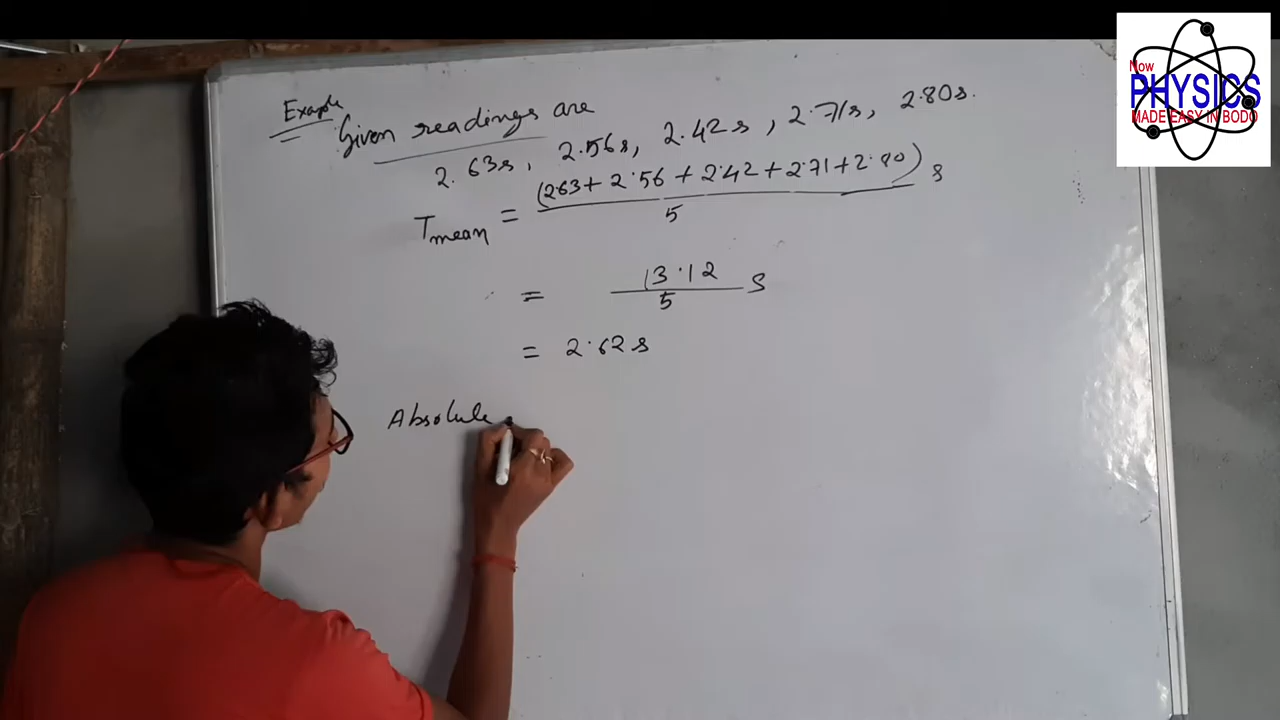 Now
PHYSICS
MADE EASY IN BODO
Example
Given readings are
2.63s, 2.56s, 2.42s, 2.71s, 2.80s.
Tmean = (2.63 + 2.56 + 2.42 + 2.71 + 2.80) s
5
= 13.12 s
5
= 2.62 s
Absolute